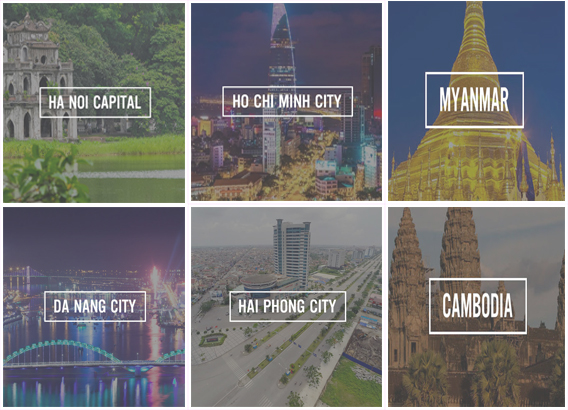 HA NOI CAPITAL
HO CHI MINH CITY
MYANMAR
DA NANG CITY
HAI PHONG CITY
CAMBODIA